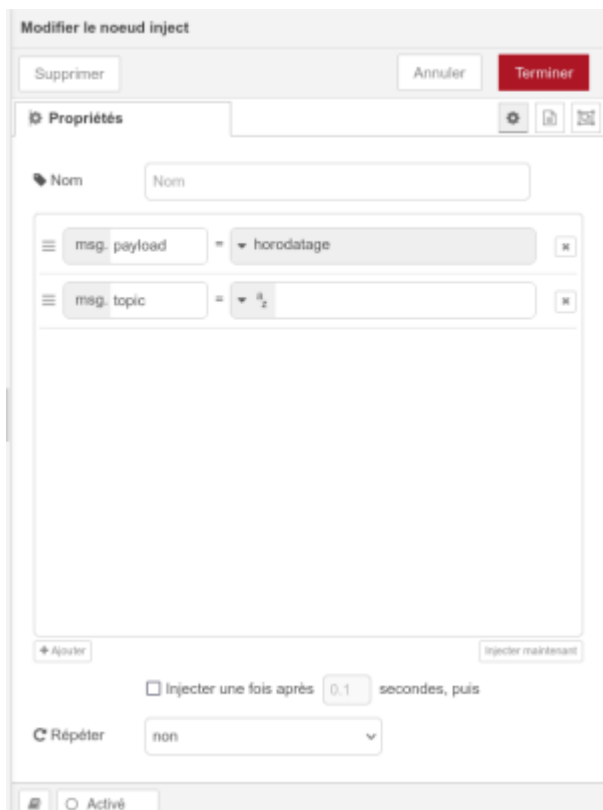 Modifier le noeud inject
Supprimer Annuler Terminer
Propriétés
Nom Nom
msg. payload = horodatage
msg. topic = a z
Ajouter Injecter maintenant
Injecter une fois après 0.1 secondes, puis
Répéter non
Activé